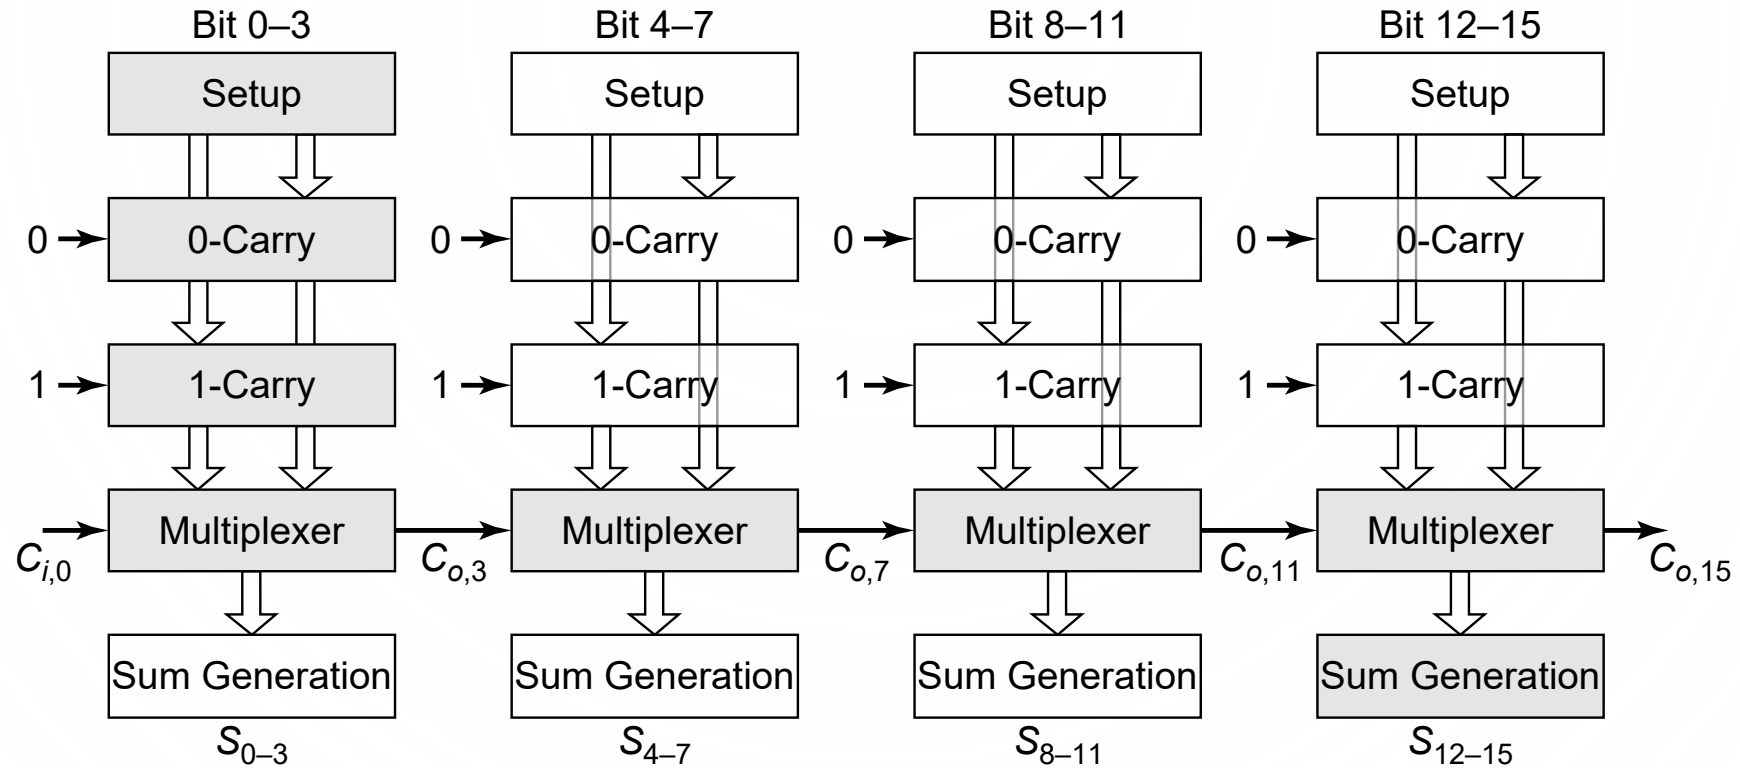 Bit 0–3 Bit 4–7 Bit 8–11 Bit 12–15
Setup Setup Setup Setup
0 0-Carry 0 0-Carry 0 0-Carry 0 0-Carry
1 1-Carry 1 1-Carry 1 1-Carry 1 1-Carry
Multiplexer Multiplexer Multiplexer Multiplexer
Ci,0 Co,3 Co,7 Co,11 Co,15
Sum Generation Sum Generation Sum Generation Sum Generation
S0–3 S4–7 S8–11 S12–15